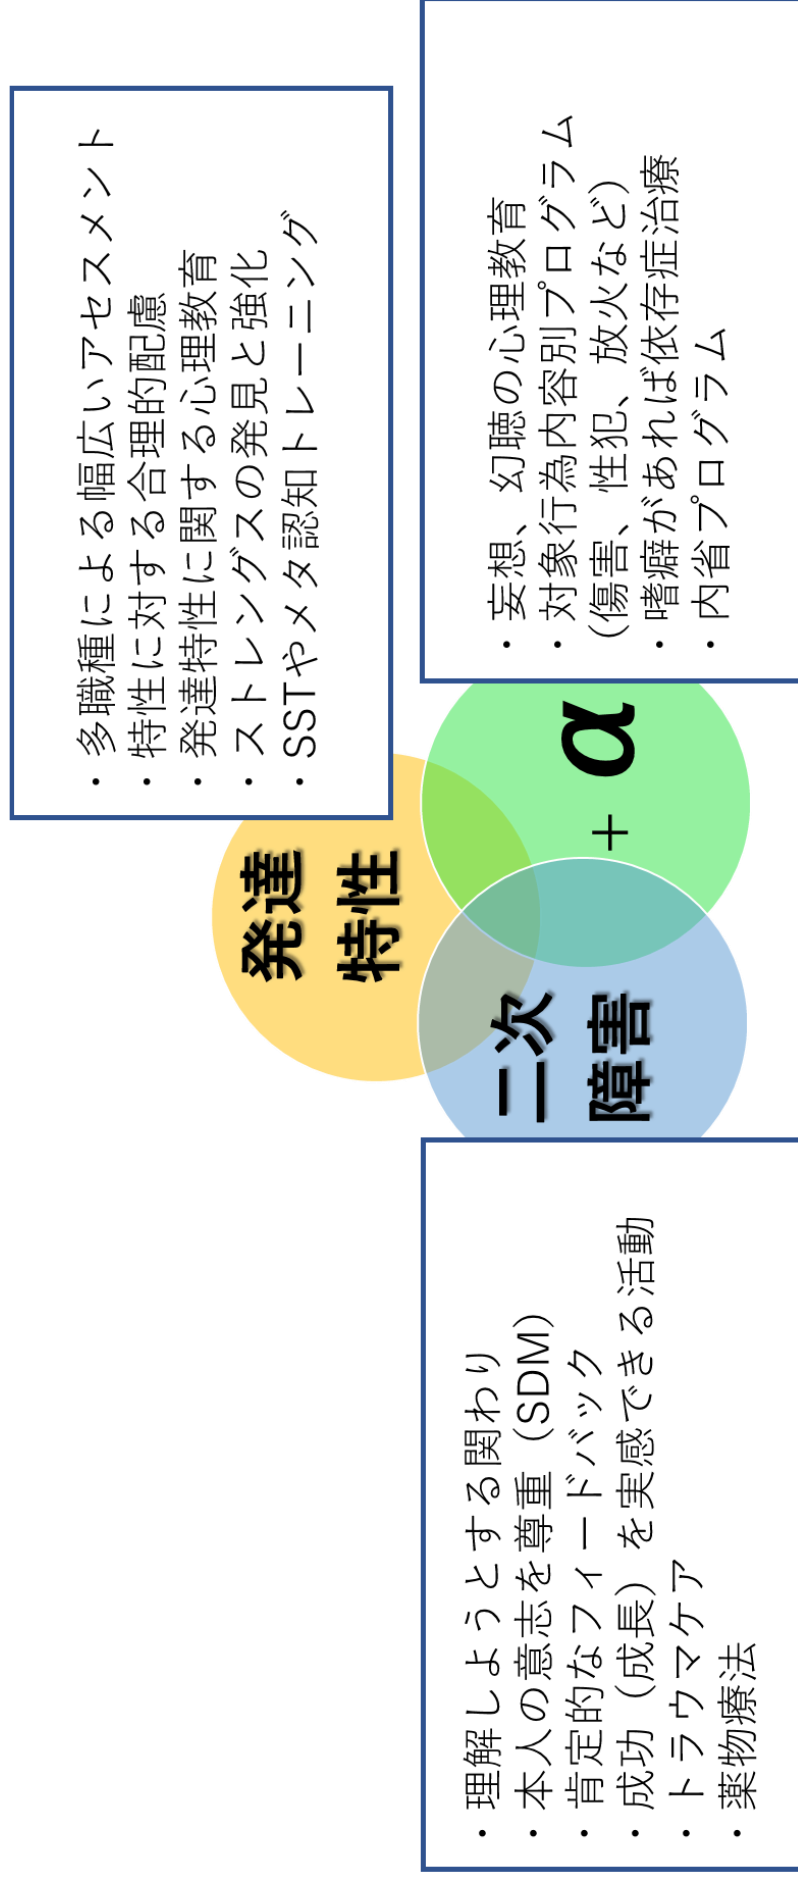 ・多職種による幅広いアセスメント
・特性に対する合理的配慮
・発達特性に関する心理教育
・ストレングスの発見と強化
・SSTやメタ認知トレーニング
発達
特性
・理解しようとする関わり
・本人の意志を尊重（SDM）
・肯定的なフィードバック
・成功（成長）を実感できる活動
・トラウマケア
・薬物療法
二次
障害
+ α
・妄想、幻聴の心理教育
・対象行為内容別プログラム
(傷害、性犯、放火など)
・嗜癖があれば依存症治療
・内省プログラム